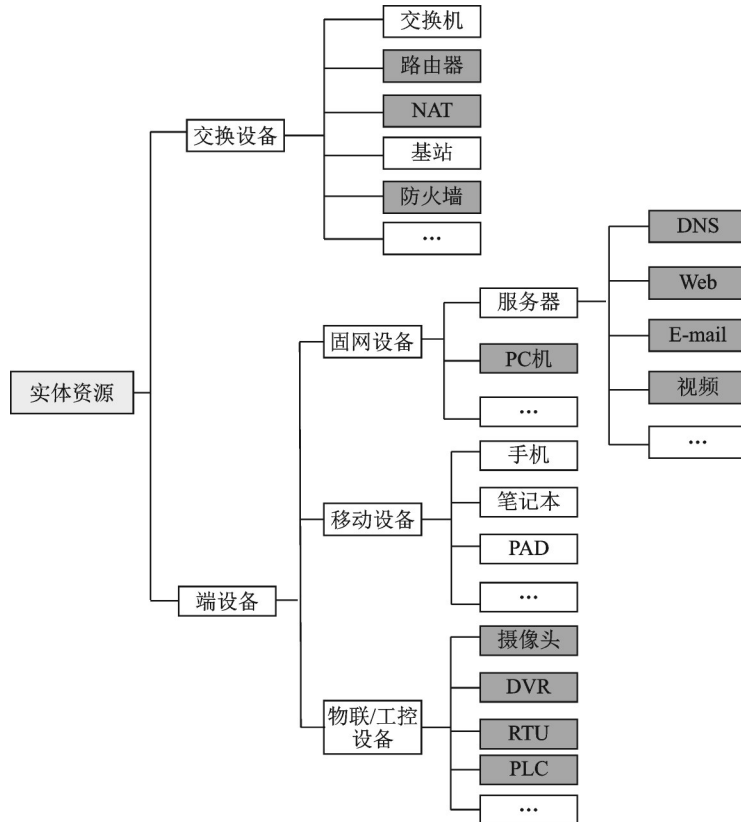 交换机
路由器
NAT
交换设备
基站
防火墙
…
DNS
Web
服务器
E-mail
固网设备
PC机
视频
实体资源
…
…
手机
笔记本
移动设备
PAD
…
端设备
摄像头
DVR
物联/工控
设备
RTU
PLC
…